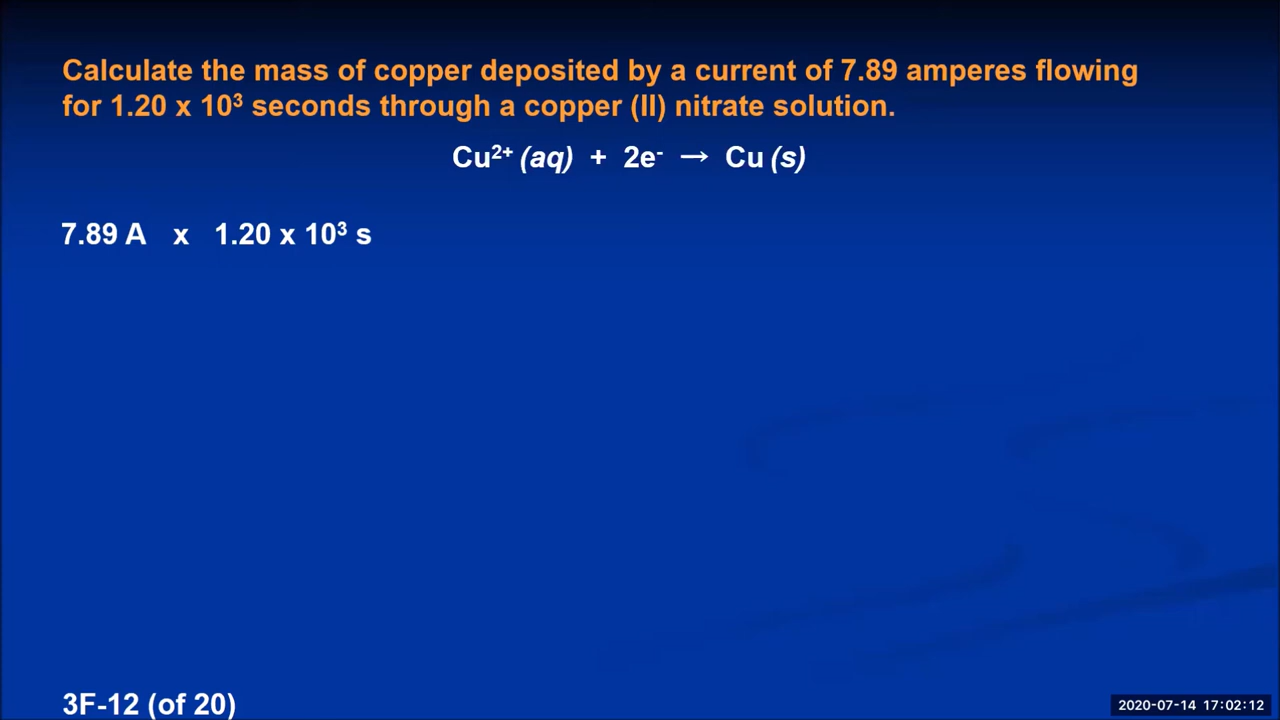 Calculate the mass of copper deposited by a current of 7.89 amperes flowing
for 1.20 x 10³ seconds through a copper (II) nitrate solution.
Cu²⁺ (aq) + 2e⁻ → Cu (s)
7.89 A x 1.20 x 10³ s
3F-12 (of 20)
2020-07-14 17:02:12